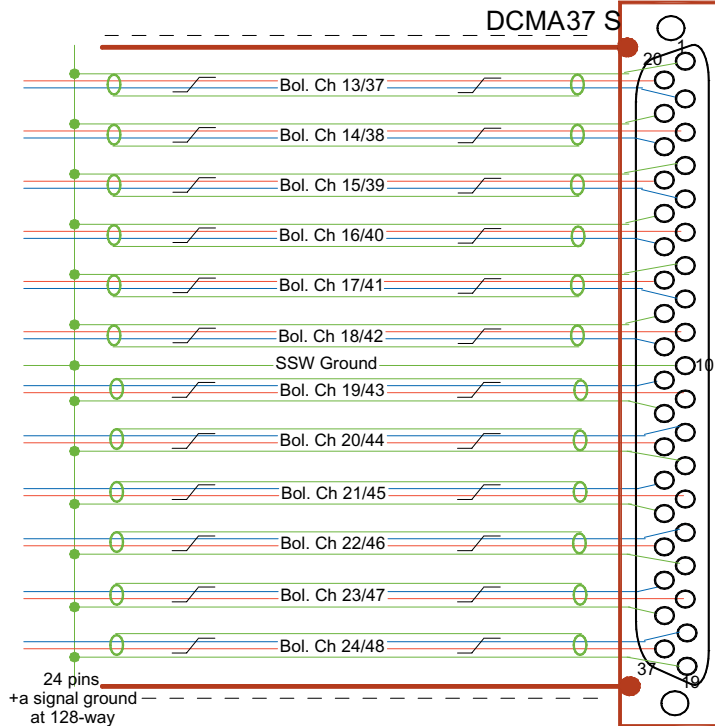 DCMA37 S
1
20
Bol. Ch 13/37
Bol. Ch 14/38
Bol. Ch 15/39
Bol. Ch 16/40
Bol. Ch 17/41
Bol. Ch 18/42
SSW Ground
10
Bol. Ch 19/43
Bol. Ch 20/44
Bol. Ch 21/45
Bol. Ch 22/46
Bol. Ch 23/47
Bol. Ch 24/48
37
19
24 pins
+a signal ground
at 128-way